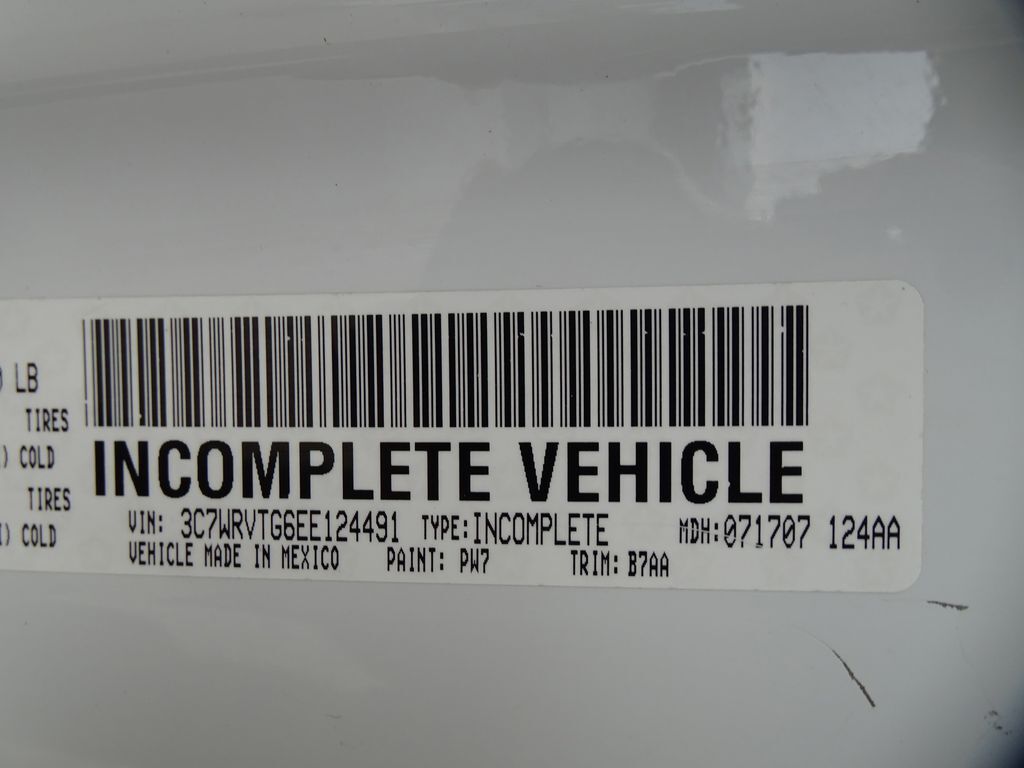 LB
TIRES
) COLD
TIRES
) COLD
INCOMPLETE VEHICLE
VIN: 3C7WRVTG6EE124491 TYPE: INCOMPLETE MDH: 071707 124AA
VEHICLE MADE IN MEXICO PAINT: PW7 TRIM: B7AA